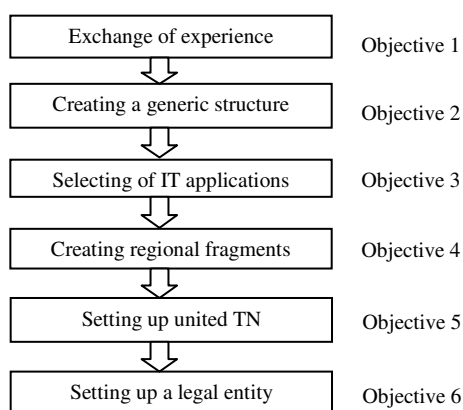 Exchange of experience Objective 1
Creating a generic structure Objective 2
Selecting of IT applications Objective 3
Creating regional fragments Objective 4
Setting up united TN Objective 5
Setting up a legal entity Objective 6